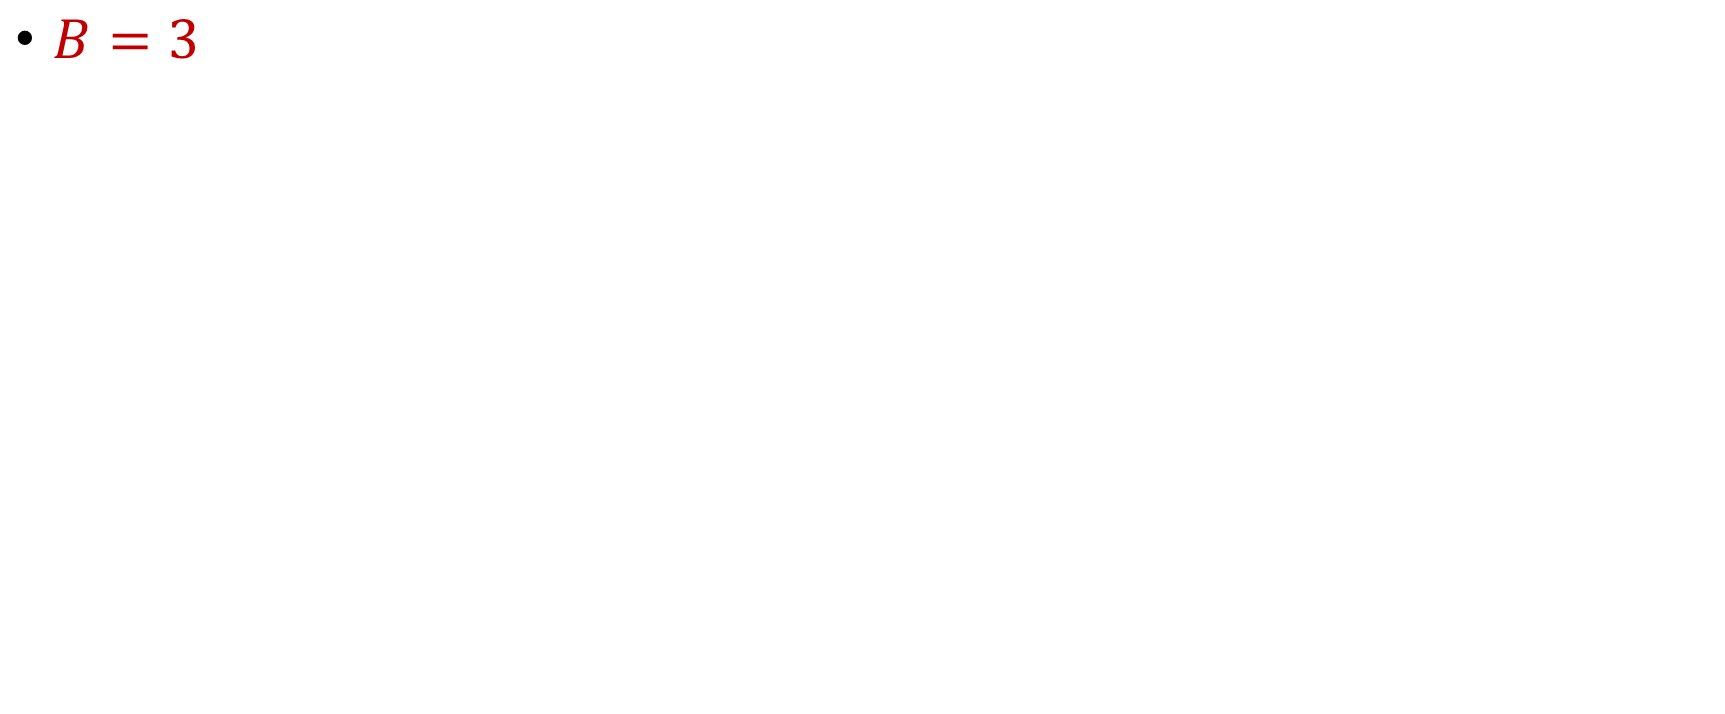 • B = 3